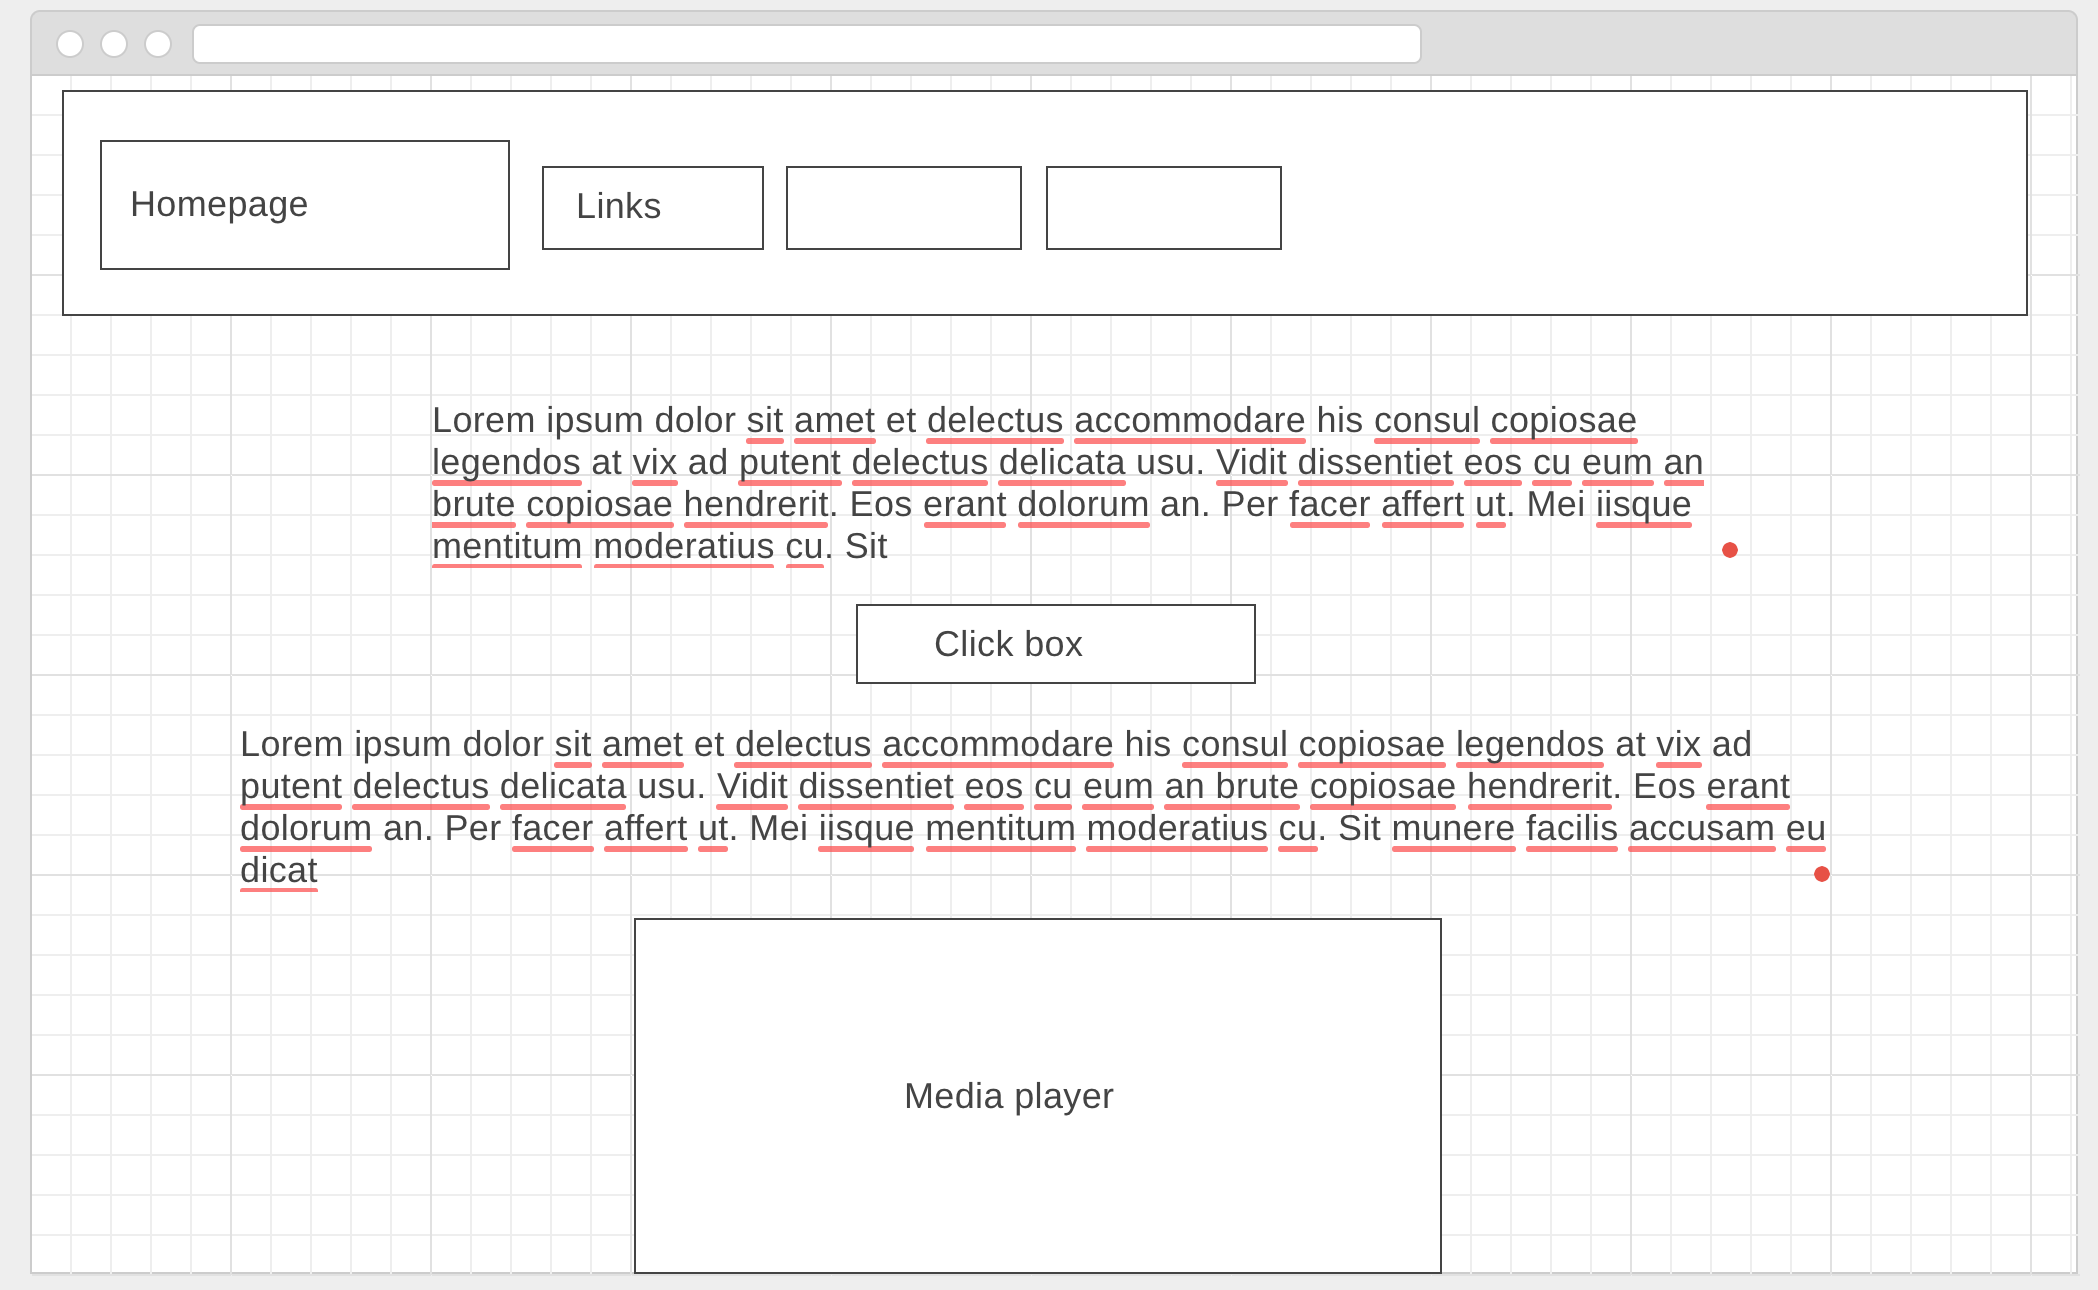 Homepage
Links
Lorem ipsum dolor sit amet et delectus accommodare his consul copiosae
legendos at vix ad putent delectus delicata usu. Vidit dissentiet eos cu eum an
brute copiosae hendrerit. Eos erant dolorum an. Per facer affert ut. Mei iisque
mentitum moderatius cu. Sit
Click box
Lorem ipsum dolor sit amet et delectus accommodare his consul copiosae legendos at vix ad
putent delectus delicata usu. Vidit dissentiet eos cu eum an brute copiosae hendrerit. Eos erant
dolorum an. Per facer affert ut. Mei iisque mentitum moderatius cu. Sit munere facilis accusam eu
dicat
Media player